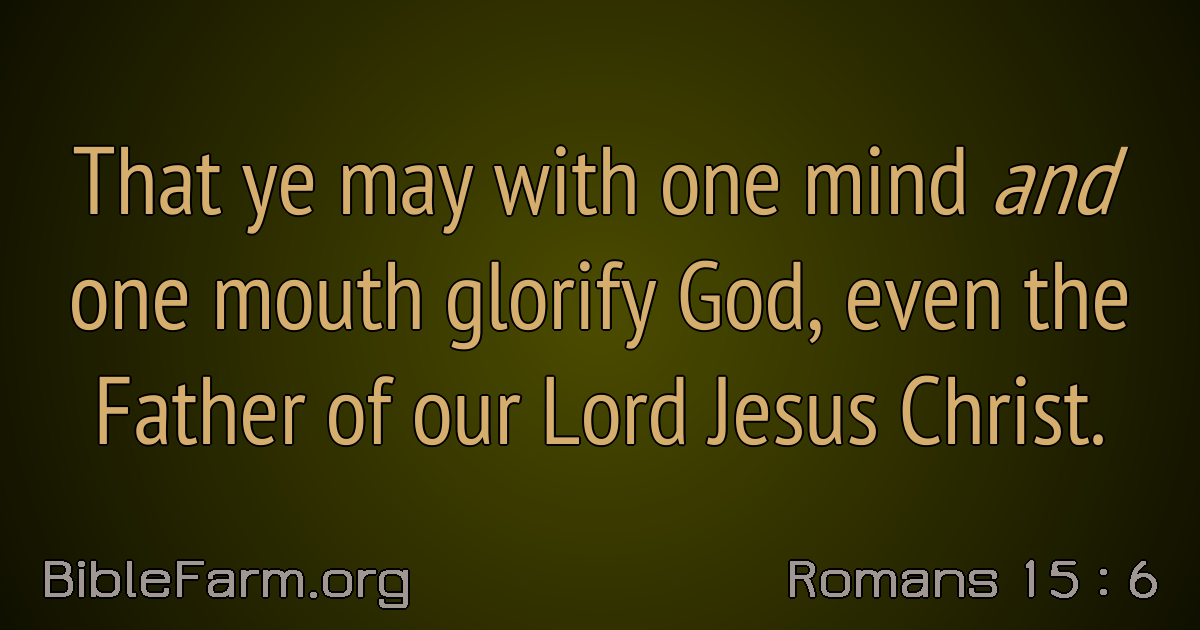 That ye may with one mind and
one mouth glorify God, even the
Father of our Lord Jesus Christ.
BibleFarm.org
Romans 15 : 6